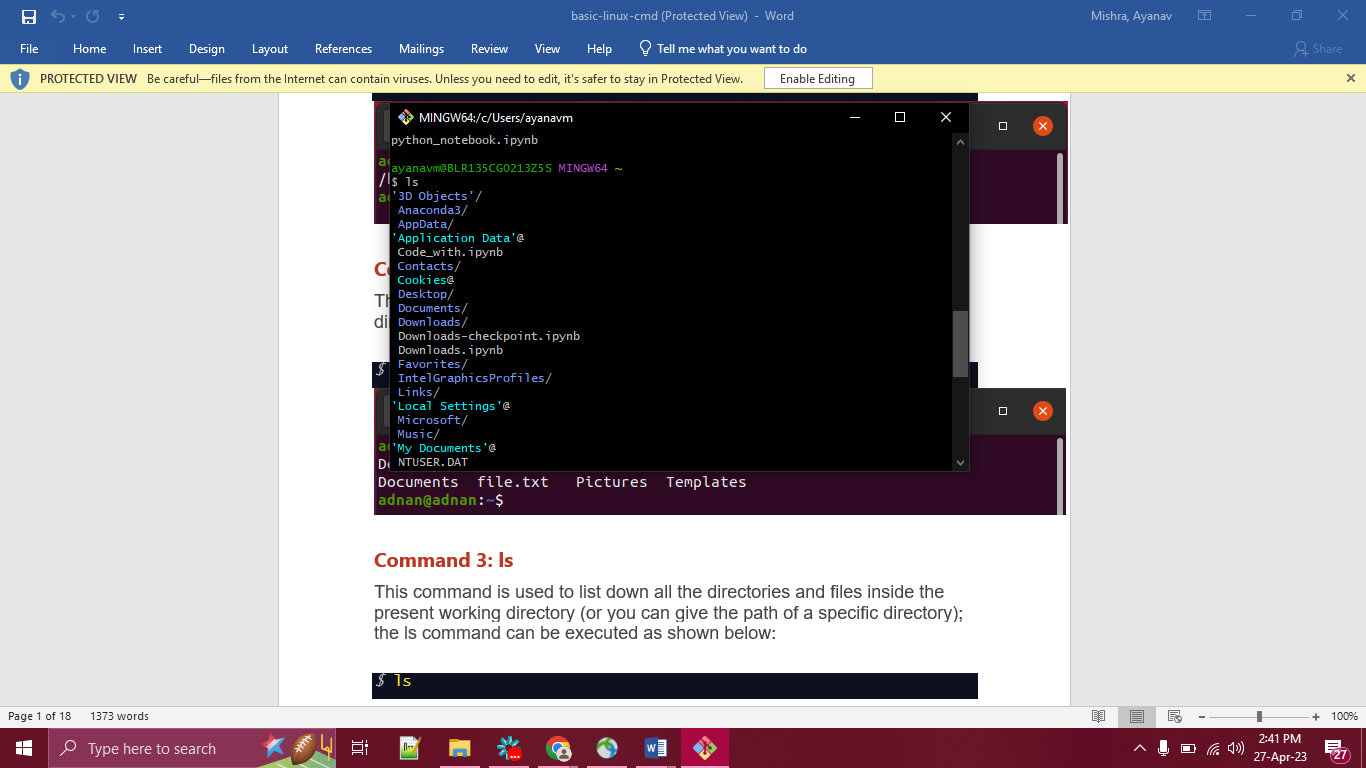 basic-linux-cmd (Protected View) - Word
Mishra, Ayanav
File Home Insert Design Layout References Mailings Review View Help Tell me what you want to do
Share
PROTECTED VIEW Be careful—files from the Internet can contain viruses. Unless you need to edit, it's safer to stay in Protected View.
Enable Editing
MINGW64:/c/Users/ayanavm
python_notebook.ipynb
ayanavm@BLR135CG0213Z5S MINGW64 ~
$ ls
'3D Objects'/
Anaconda3/
AppData/
'Application Data'@
Code_with.ipynb
Contacts/
Cookies@
Desktop/
Documents/
Downloads/
Downloads-checkpoint.ipynb
Downloads.ipynb
Favorites/
IntelGraphicsProfiles/
Links/
'Local Settings'@
Microsoft/
Music/
'My Documents'@
NTUSER.DAT
$
Documents file.txt Pictures Templates
adnan@adnan:~$
Command 3: ls
This command is used to list down all the directories and files inside the
present working directory (or you can give the path of a specific directory);
the ls command can be executed as shown below:
$ ls
Page 1 of 18 1373 words
100%
Type here to search
2:41 PM
27-Apr-23
27